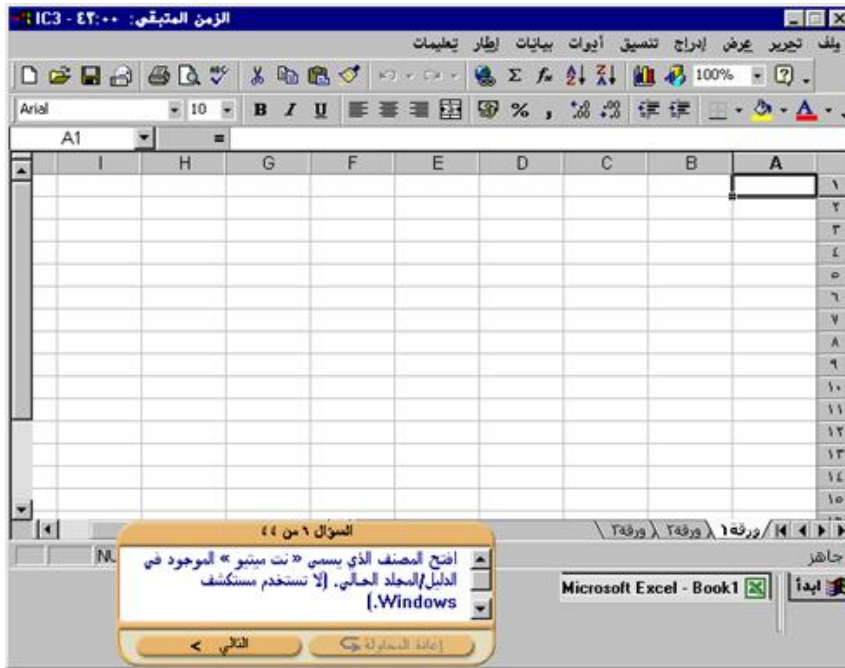 الزمن المتبقي: ٤٣:٠٠ - IC3
ملف تحرير عرض إدراج تنسيق أدوات بيانات إطار تعليمات
100%
Arial 10 B I U % ,
A1 =
I H G F E D C B A
١
٢
٣
٤
٥
٦
٧
٨
٩
١٠
١١
١٢
١٣
١٤
١٥
ورقة١ ورقة٢ ورقة٣
جاهز
السؤال ٦ من ٤٤
افتح المصنف الذي يسمى « نت ميتيو » الموجود في
الدليل/المجلد الحالي. (لا تستخدم مستكشف
Windows.)
إعادة المحاولة
التالي >
Microsoft Excel - Book1
ابدأ